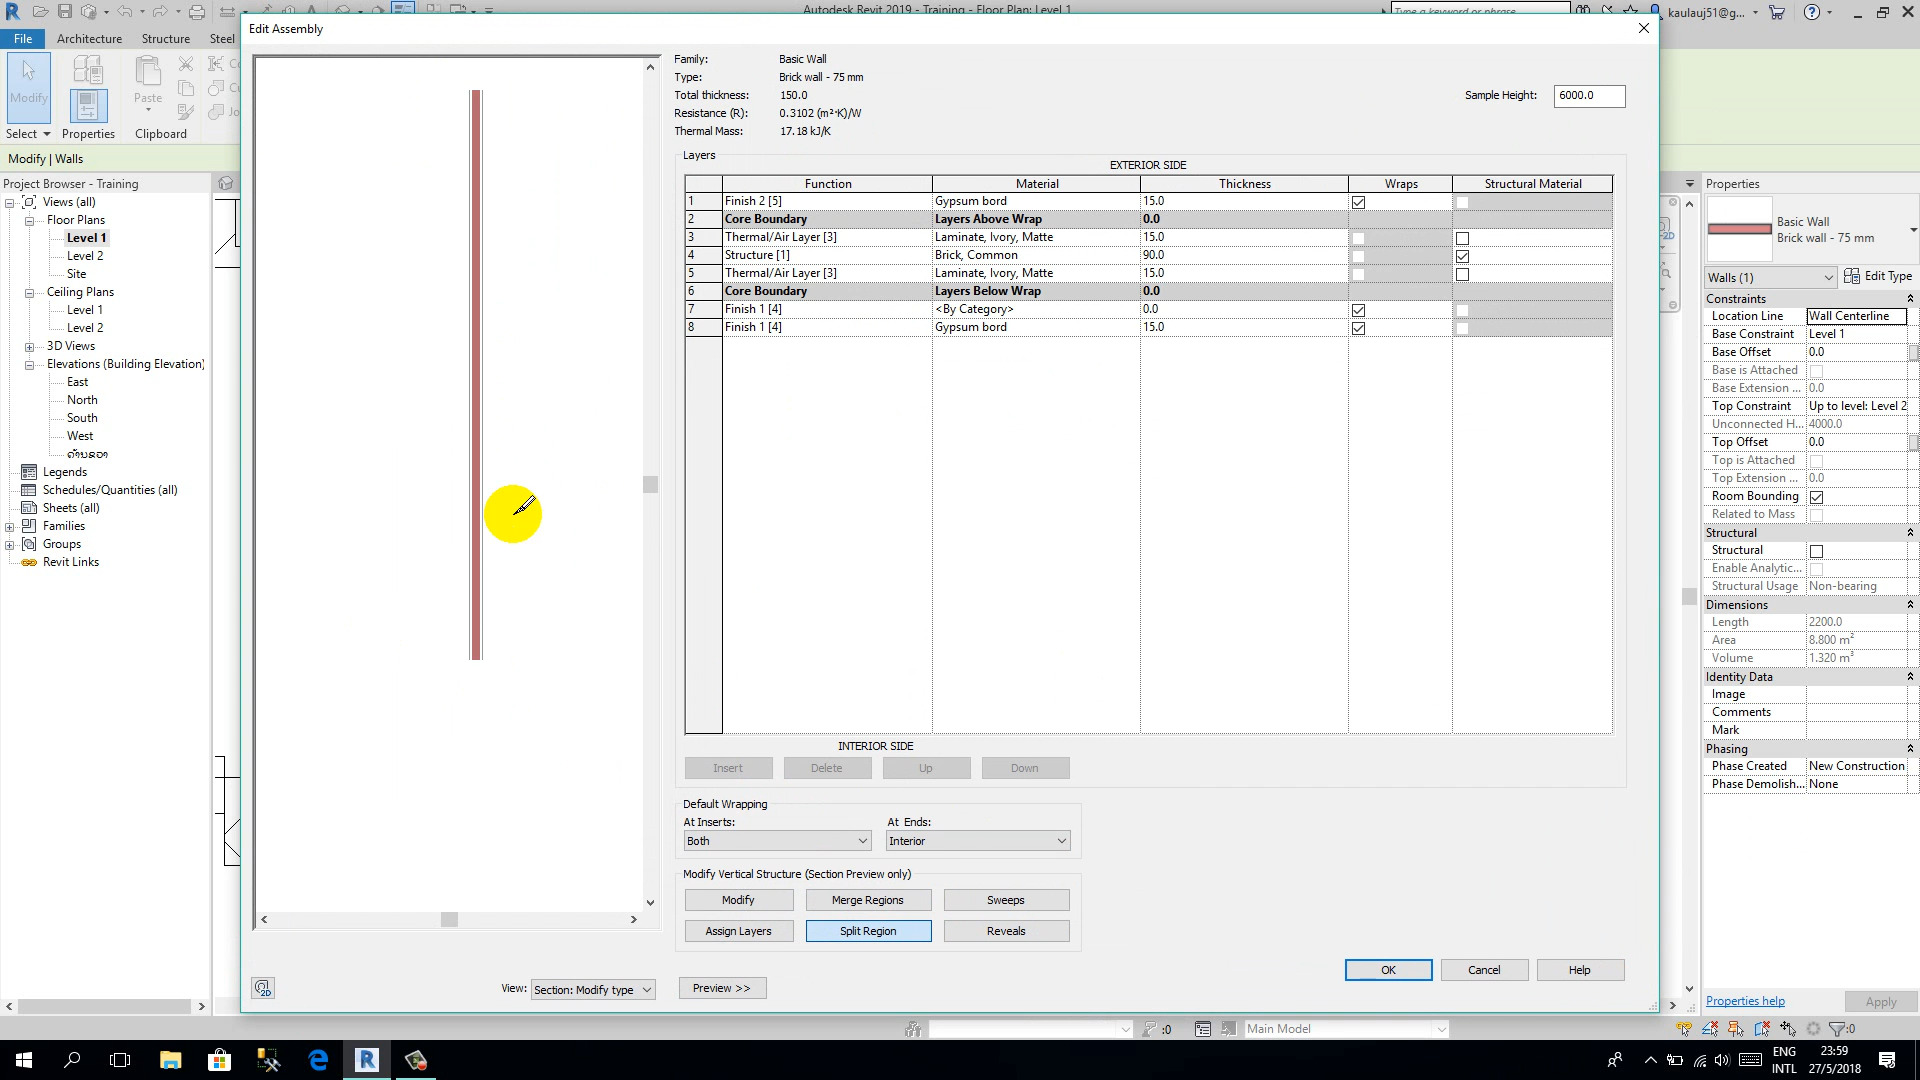 Autodesk Revit 2019 - Training - Floor Plan: Level 1
Type a keyword or phrase
kaulauj51@g...
File
Architecture
Structure
Steel
Modify
Paste
Select
Properties
Clipboard
Modify | Walls
Project Browser - Training
Views (all)
Floor Plans
Level 1
Level 2
Site
Ceiling Plans
Level 1
Level 2
3D Views
Elevations (Building Elevation)
East
North
South
West
Legends
Schedules/Quantities (all)
Sheets (all)
Families
Groups
Revit Links
Edit Assembly
Family: Basic Wall
Type: Brick wall - 75 mm
Total thickness: 150.0
Resistance (R): 0.3102 (m²·K)/W
Thermal Mass: 17.18 kJ/K
Sample Height: 6000.0
Layers
EXTERIOR SIDE
Function Material Thickness Wraps Structural Material
1 Finish 2 [5] Gypsum bord 15.0
2 Core Boundary Layers Above Wrap 0.0
3 Thermal/Air Layer [3] Laminate, Ivory, Matte 15.0
4 Structure [1] Brick, Common 90.0
5 Thermal/Air Layer [3] Laminate, Ivory, Matte 15.0
6 Core Boundary Layers Below Wrap 0.0
7 Finish 1 [4] <By Category> 0.0
8 Finish 1 [4] Gypsum bord 15.0
INTERIOR SIDE
Insert Delete Up Down
Default Wrapping
At Inserts: At Ends:
Both Interior
Modify Vertical Structure (Section Preview only)
Modify Merge Regions Sweeps
Assign Layers Split Region Reveals
OK Cancel Help
View: Section: Modify type Preview >>
Properties
Basic Wall
Brick wall - 75 mm
Walls (1) Edit Type
Constraints
Location Line Wall Centerline
Base Constraint Level 1
Base Offset 0.0
Base is Attached
Base Extension ... 0.0
Top Constraint Up to level: Level 2
Unconnected H... 4000.0
Top Offset 0.0
Top is Attached
Top Extension ... 0.0
Room Bounding
Related to Mass
Structural
Structural
Enable Analytic...
Structural Usage Non-bearing
Dimensions
Length 2200.0
Area 8.800 m²
Volume 1.320 m³
Identity Data
Image
Comments
Mark
Phasing
Phase Created New Construction
Phase Demolish... None
Properties help Apply
:0 Main Model :0
ENG 23:59
INTL 27/5/2018